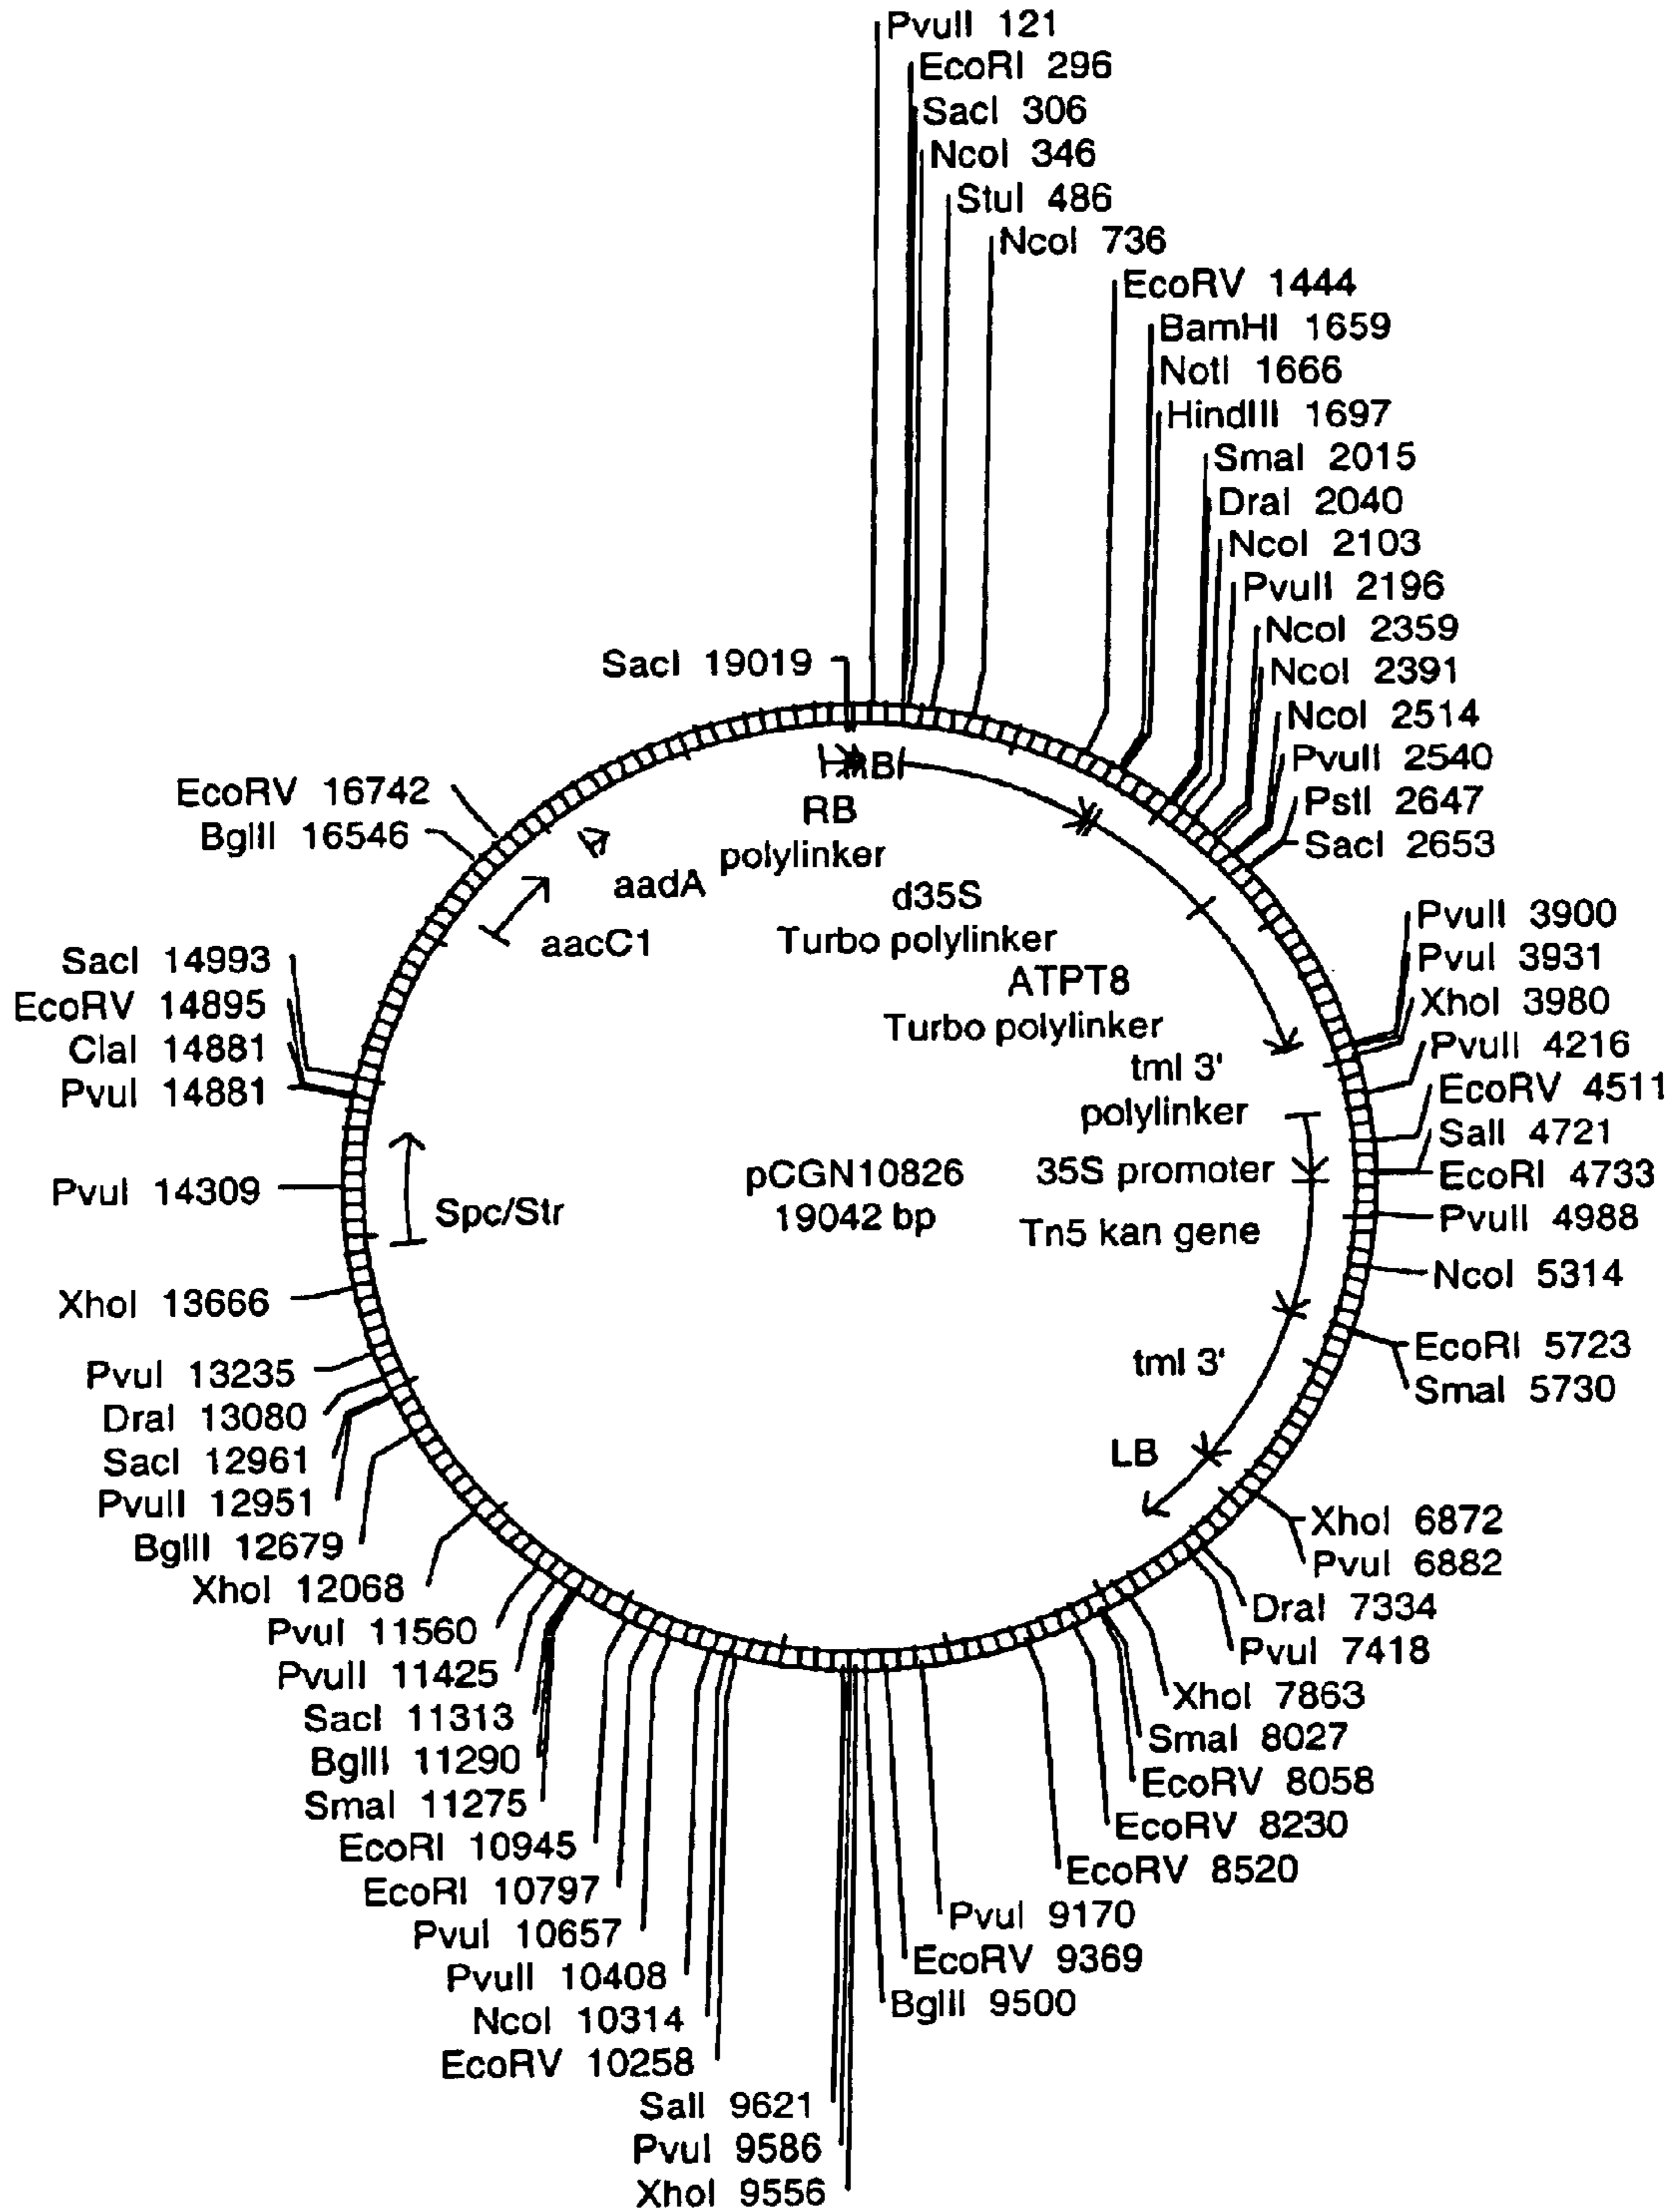 PvuII 121
EcoRI 296
SacI 306
NcoI 346
StuI 486
NcoI 736
EcoRV 1444
BamHI 1659
NotI 1666
HindIII 1697
SmaI 2015
DraI 2040
NcoI 2103
PvuII 2196
NcoI 2359
NcoI 2391
NcoI 2514
PvuII 2540
PstI 2647
SacI 2653
PvuII 3900
PvuI 3931
XhoI 3980
PvuII 4216
EcoRV 4511
SalI 4721
EcoRI 4733
PvuII 4988
NcoI 5314
EcoRI 5723
SmaI 5730
XhoI 6872
PvuI 6882
DraI 7334
PvuI 7418
XhoI 7863
SmaI 8027
EcoRV 8058
EcoRV 8230
EcoRV 8520
PvuI 9170
EcoRV 9369
BglII 9500
XhoI 9556
PvuI 9586
SalI 9621
EcoRV 10258
NcoI 10314
PvuII 10408
PvuI 10657
EcoRI 10797
EcoRI 10945
SmaI 11275
BglII 11290
SacI 11313
PvuII 11425
PvuI 11560
XhoI 12068
BglII 12679
PvuII 12951
SacI 12961
DraI 13080
PvuI 13235
XhoI 13666
PvuI 14309
PvuI 14881
ClaI 14881
EcoRV 14895
SacI 14993
BglII 16546
EcoRV 16742
SacI 19019
RB
polylinker
aadA
aacC1
d35S
Turbo polylinker
ATPT8
Turbo polylinker
tml 3'
polylinker
35S promoter
Tn5 kan gene
tml 3'
LB
Spc/Str
pCGN10826
19042 bp